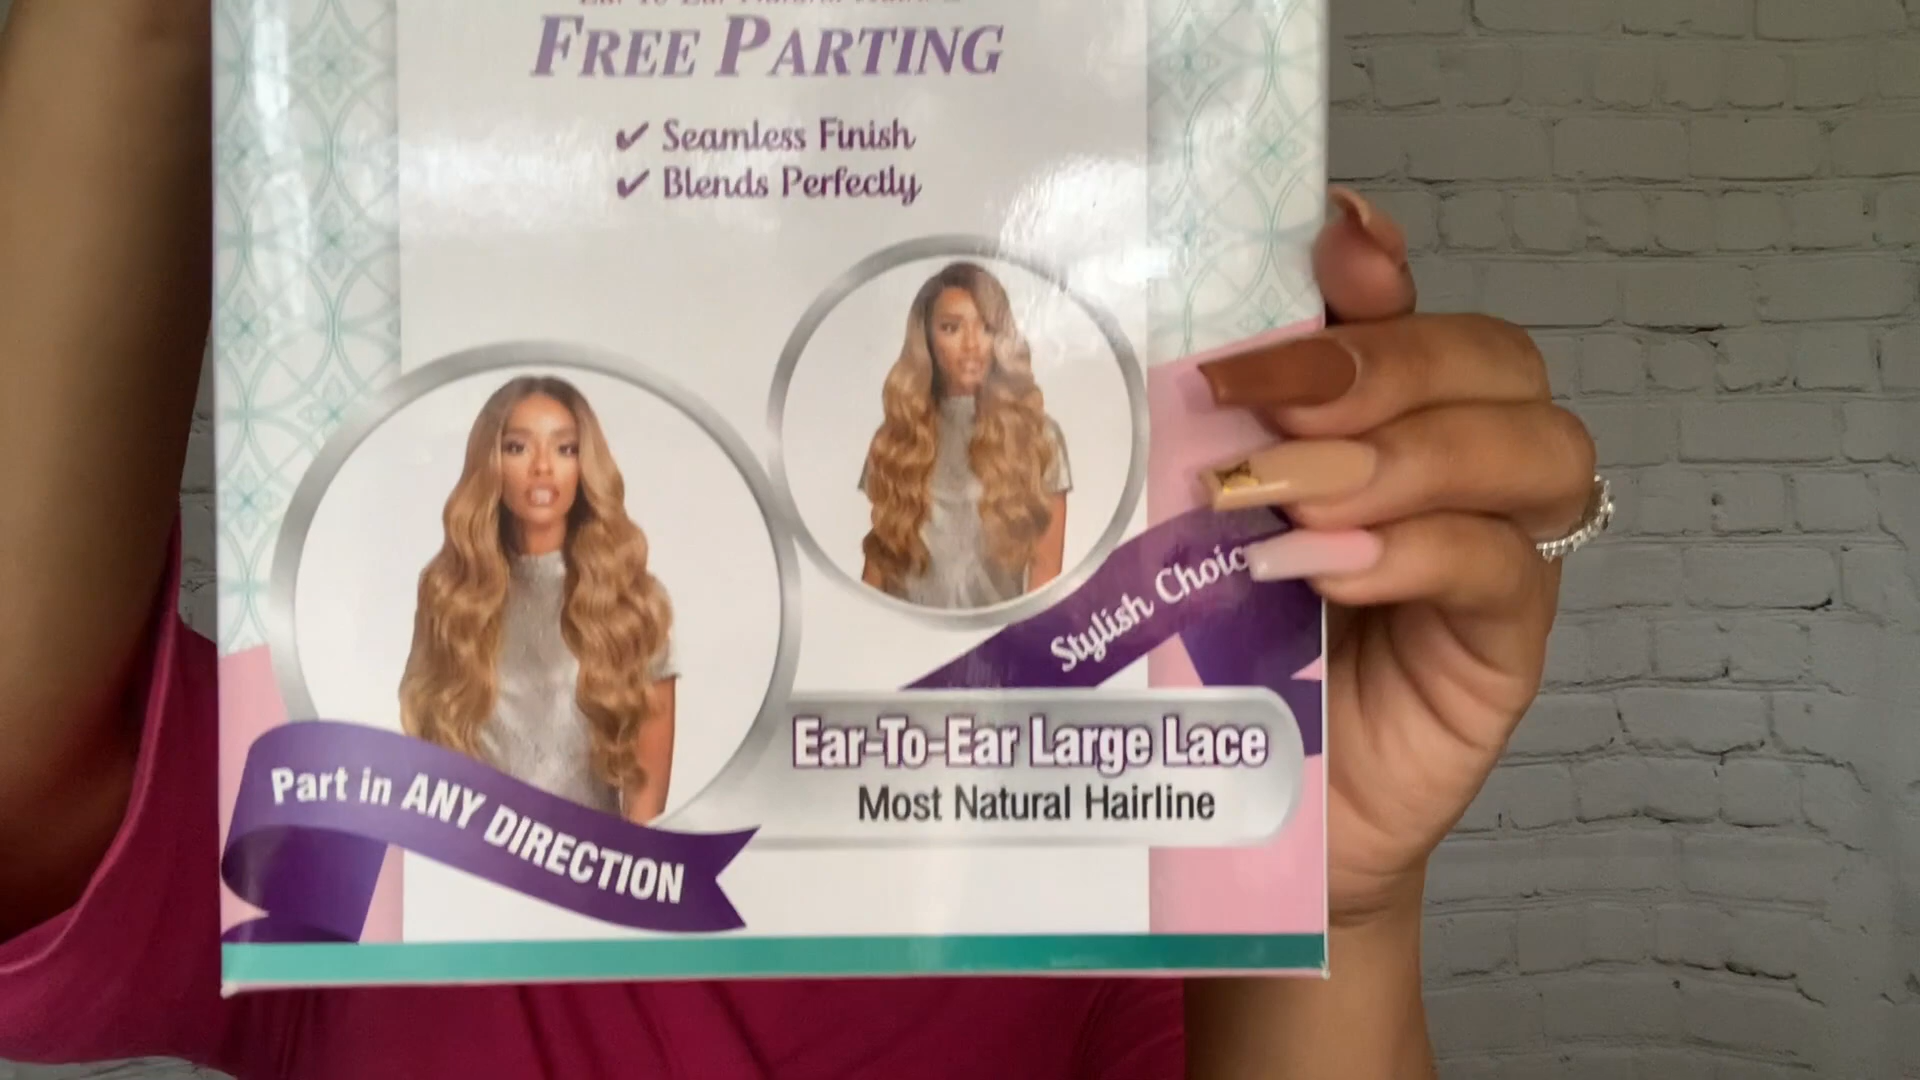 FREE PARTING
✔ Seamless Finish
✔ Blends Perfectly
Stylish Choic
Ear-To-Ear Large Lace
Most Natural Hairline
Part in ANY DIRECTION